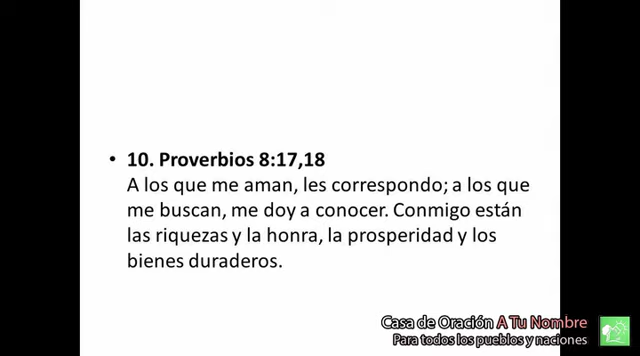 • 10. Proverbios 8:17,18
A los que me aman, les correspondo; a los que
me buscan, me doy a conocer. Conmigo están
las riquezas y la honra, la prosperidad y los
bienes duraderos.
Casa de Oración A Tu Nombre
Para todos los pueblos y naciones